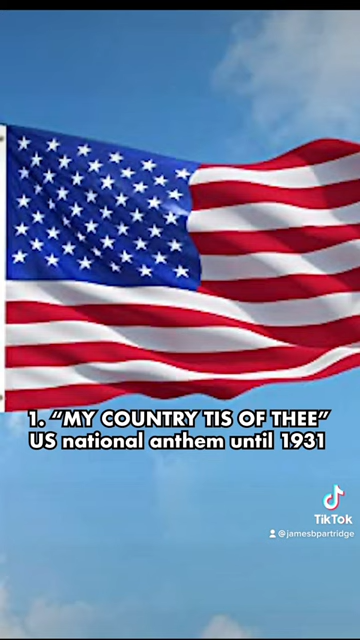 1. “MY COUNTRY TIS OF THEE”
US national anthem until 1931
TikTok
@jamesbpartridge